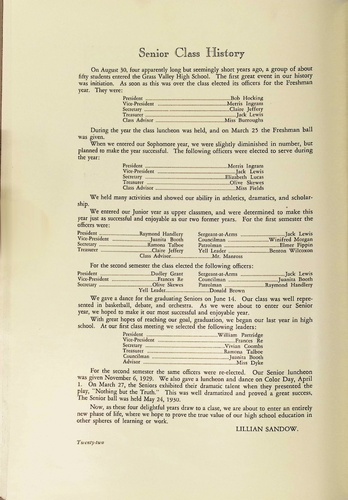 Senior Class History
On August 30, four apparently long but seemingly short years ago, a group of about
fifty students entered the Grass Valley High School. The first great event in our history
was initiation. As soon as this was over the class elected its officers for the Freshman
year. They were:
President Bob Hocking
Vice-President Merris Ingram
Secretary Claire Jeffery
Treasurer Jack Lewis
Class Advisor Miss Burroughs
During the year the class luncheon was held, and on March 25 the Freshman ball
was given.
When we entered our Sophomore year, we were slightly diminished in number, but
planned to make the year successful. The following officers were elected to serve during
the year:
President Merris Ingram
Vice-President Jack Lewis
Secretary Elizabeth Lucas
Treasurer Olive Skewes
Class Advisor Miss Fields
We held many activities and showed our ability in athletics, dramatics, and scholar-
ship.
We entered our Junior year as upper classmen, and were determined to make this
year just as successful and enjoyable as our two former years. For the first semester the
officers were:
President Raymond Handlery Sergeant-at-Arms Jack Lewis
Vice-President Juanita Booth Councilman Winifred Morgan
Secretary Ramona Talboe Patrolman Elmer Pippin
Treasurer Claire Jeffery Yell Leader Benton Wilcoxon
Class Advisor Mr. Manners
For the second semester the class elected the following officers:
President Dudley Grant Sergeant-at-Arms Jack Lewis
Vice-President Frances Re Councilman Juanita Booth
Secretary Olive Skewes Patrolman Raymond Handlery
Yell Leader Donald Brown
We gave a dance for the graduating Seniors on June 14. Our class was well repre-
sented in basketball, debate, and orchestra. As we were about to enter our Senior
year, we hoped to make it our most successful and enjoyable year.
With great hopes of reaching our goal, graduation, we began our last year in high
school. At our first class meeting we selected the following leaders:
President William Partridge
Vice-President Frances Re
Secretary Vivian Coombs
Treasurer Ramona Talboe
Councilman Juanita Booth
Advisor Miss Dyke
For the second semester the same officers were re-elected. Our Senior luncheon
was given November 6, 1929. We also gave a luncheon and dance on Color Day, April
1. On March 27, the Seniors exhibited their dramatic talent when they presented the
play, "Nothing but the Truth." This was well dramatized and proved a great success.
The Senior ball was held May 24, 1930.
Now, as these four delightful years draw to a close, we are about to enter an entirely
new phase of life, where we hope to prove the true value of our high school education in
other spheres of learning or work.
LILLIAN SANDOW.
Twenty-two